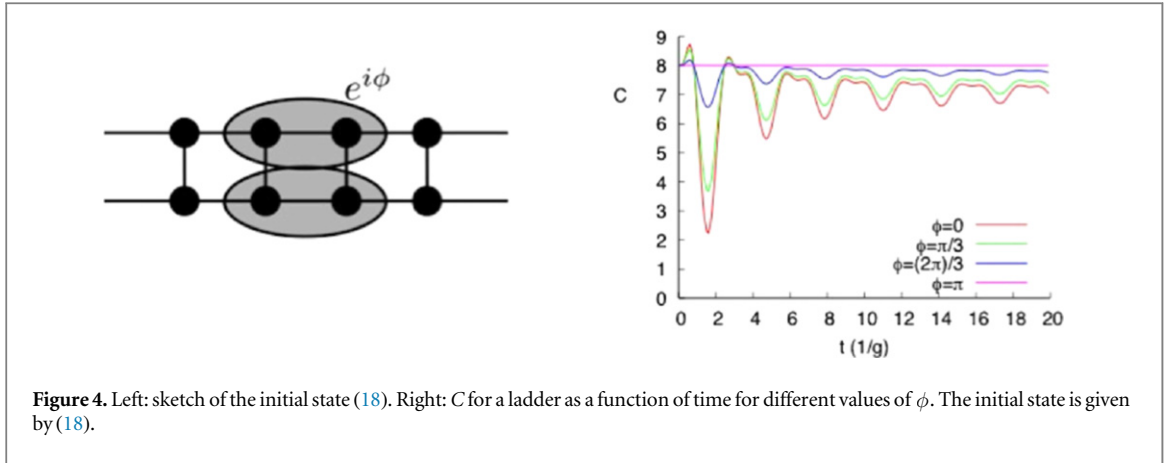 e^{iϕ}
9
8
7
6
5
4
3
2
1
0
C
ϕ=0
ϕ=π/3
ϕ=(2π)/3
ϕ=π
0 2 4 6 8 10 12 14 16 18 20
t (1/g)
Figure 4. Left: sketch of the initial state (18). Right: C for a ladder as a function of time for different values of ϕ. The initial state is given
by (18).